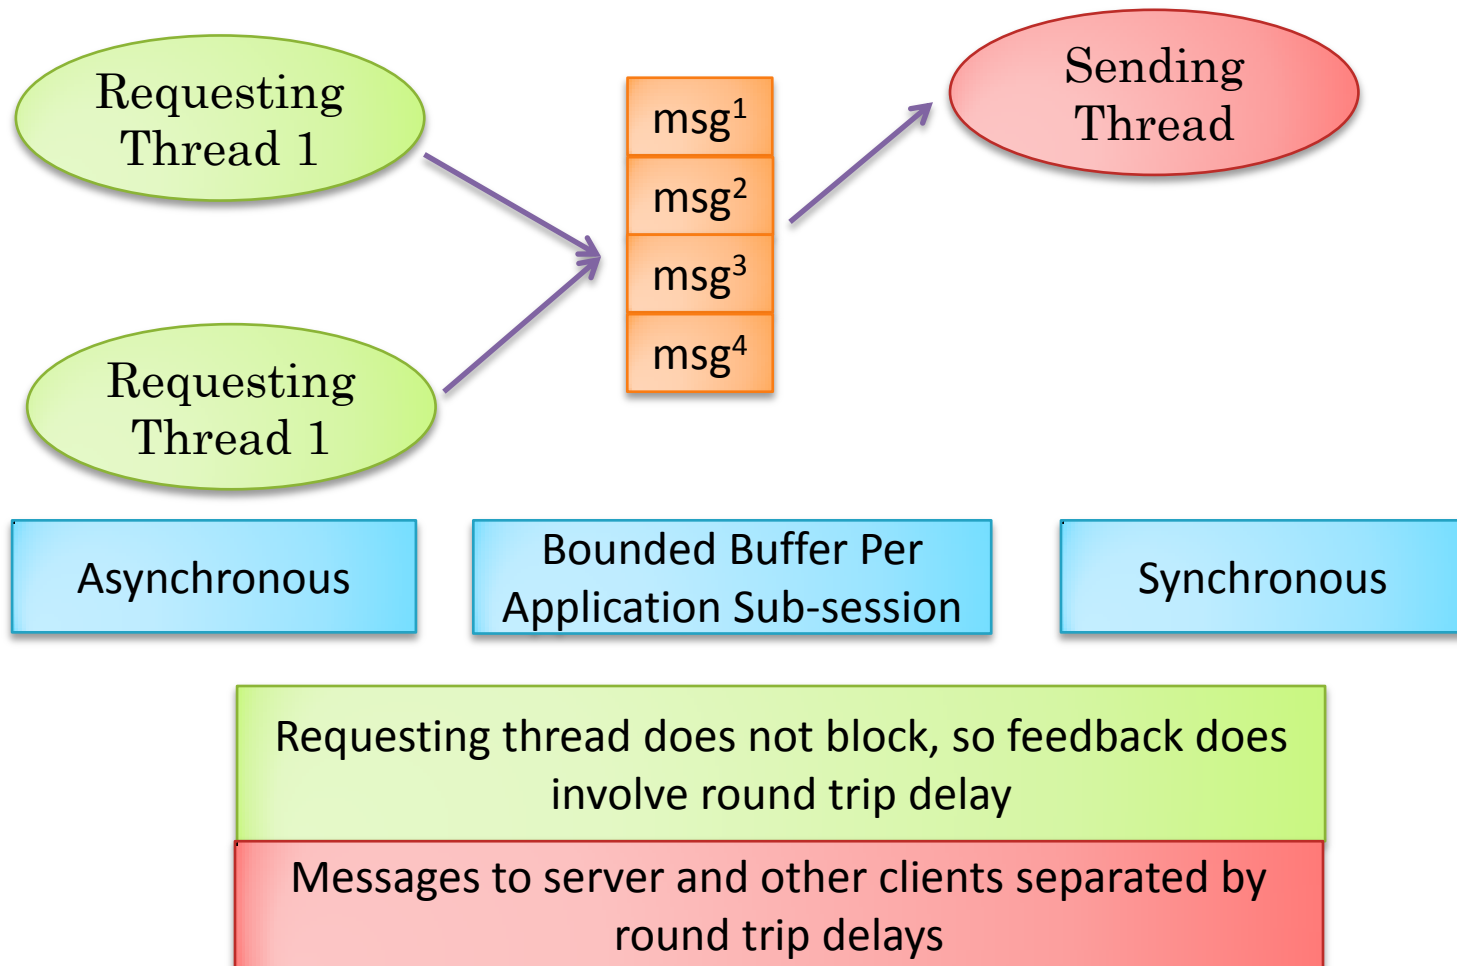 Requesting
Thread 1
msg¹
msg²
msg³
msg⁴
Sending
Thread
Requesting
Thread 1
Asynchronous
Bounded Buffer Per
Application Sub-session
Synchronous
Requesting thread does not block, so feedback does
involve round trip delay
Messages to server and other clients separated by
round trip delays